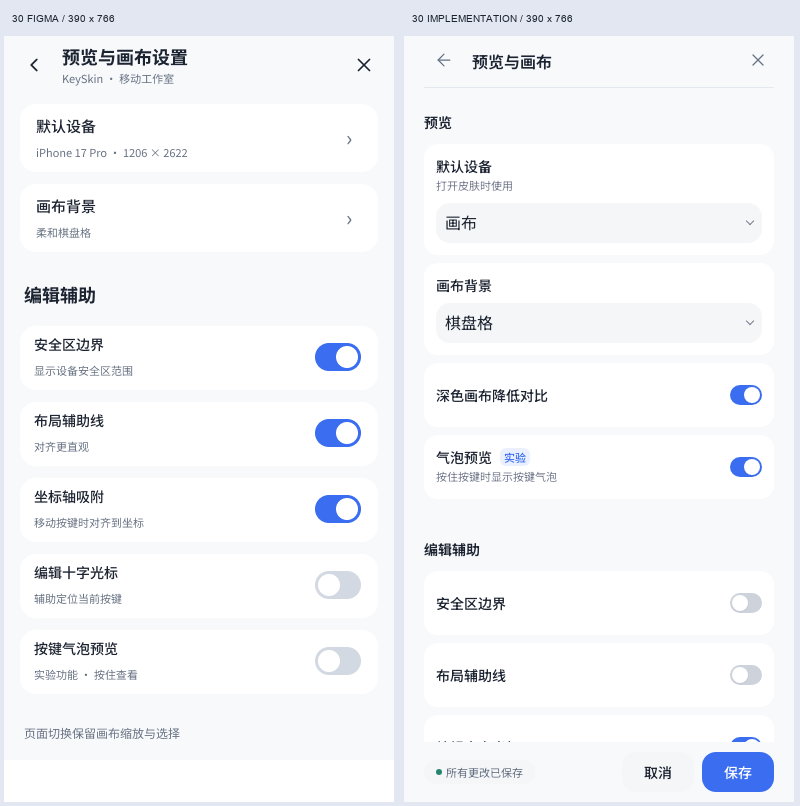 30 FIGMA / 390 x 766
预览与画布设置
KeySkin • 移动工作室
默认设备
iPhone 17 Pro • 1206 × 2622
画布背景
柔和棋盘格
编辑辅助
安全区边界
显示设备安全区范围
布局辅助线
对齐更直观
坐标轴吸附
移动按键时对齐到坐标
编辑十字光标
辅助定位当前按键
按键气泡预览
实验功能 • 按住查看
页面切换保留画布缩放与选择
30 IMPLEMENTATION / 390 x 766
预览与画布
预览
默认设备
打开皮肤时使用
画布
画布背景
棋盘格
深色画布降低对比
气泡预览 实验
按住按键时显示按键气泡
编辑辅助
安全区边界
布局辅助线
所有更改已保存
取消
保存